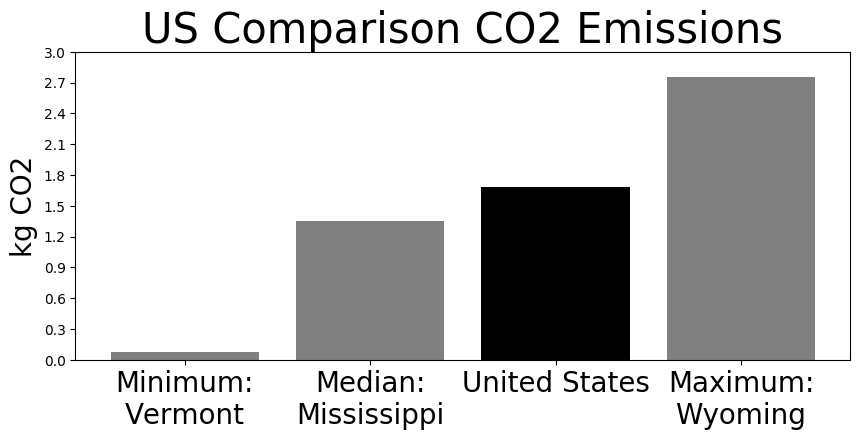 US Comparison CO2 Emissions
kg CO2
3.0
2.7
2.4
2.1
1.8
1.5
1.2
0.9
0.6
0.3
0.0
Minimum:
Vermont
Median:
Mississippi
United States
Maximum:
Wyoming